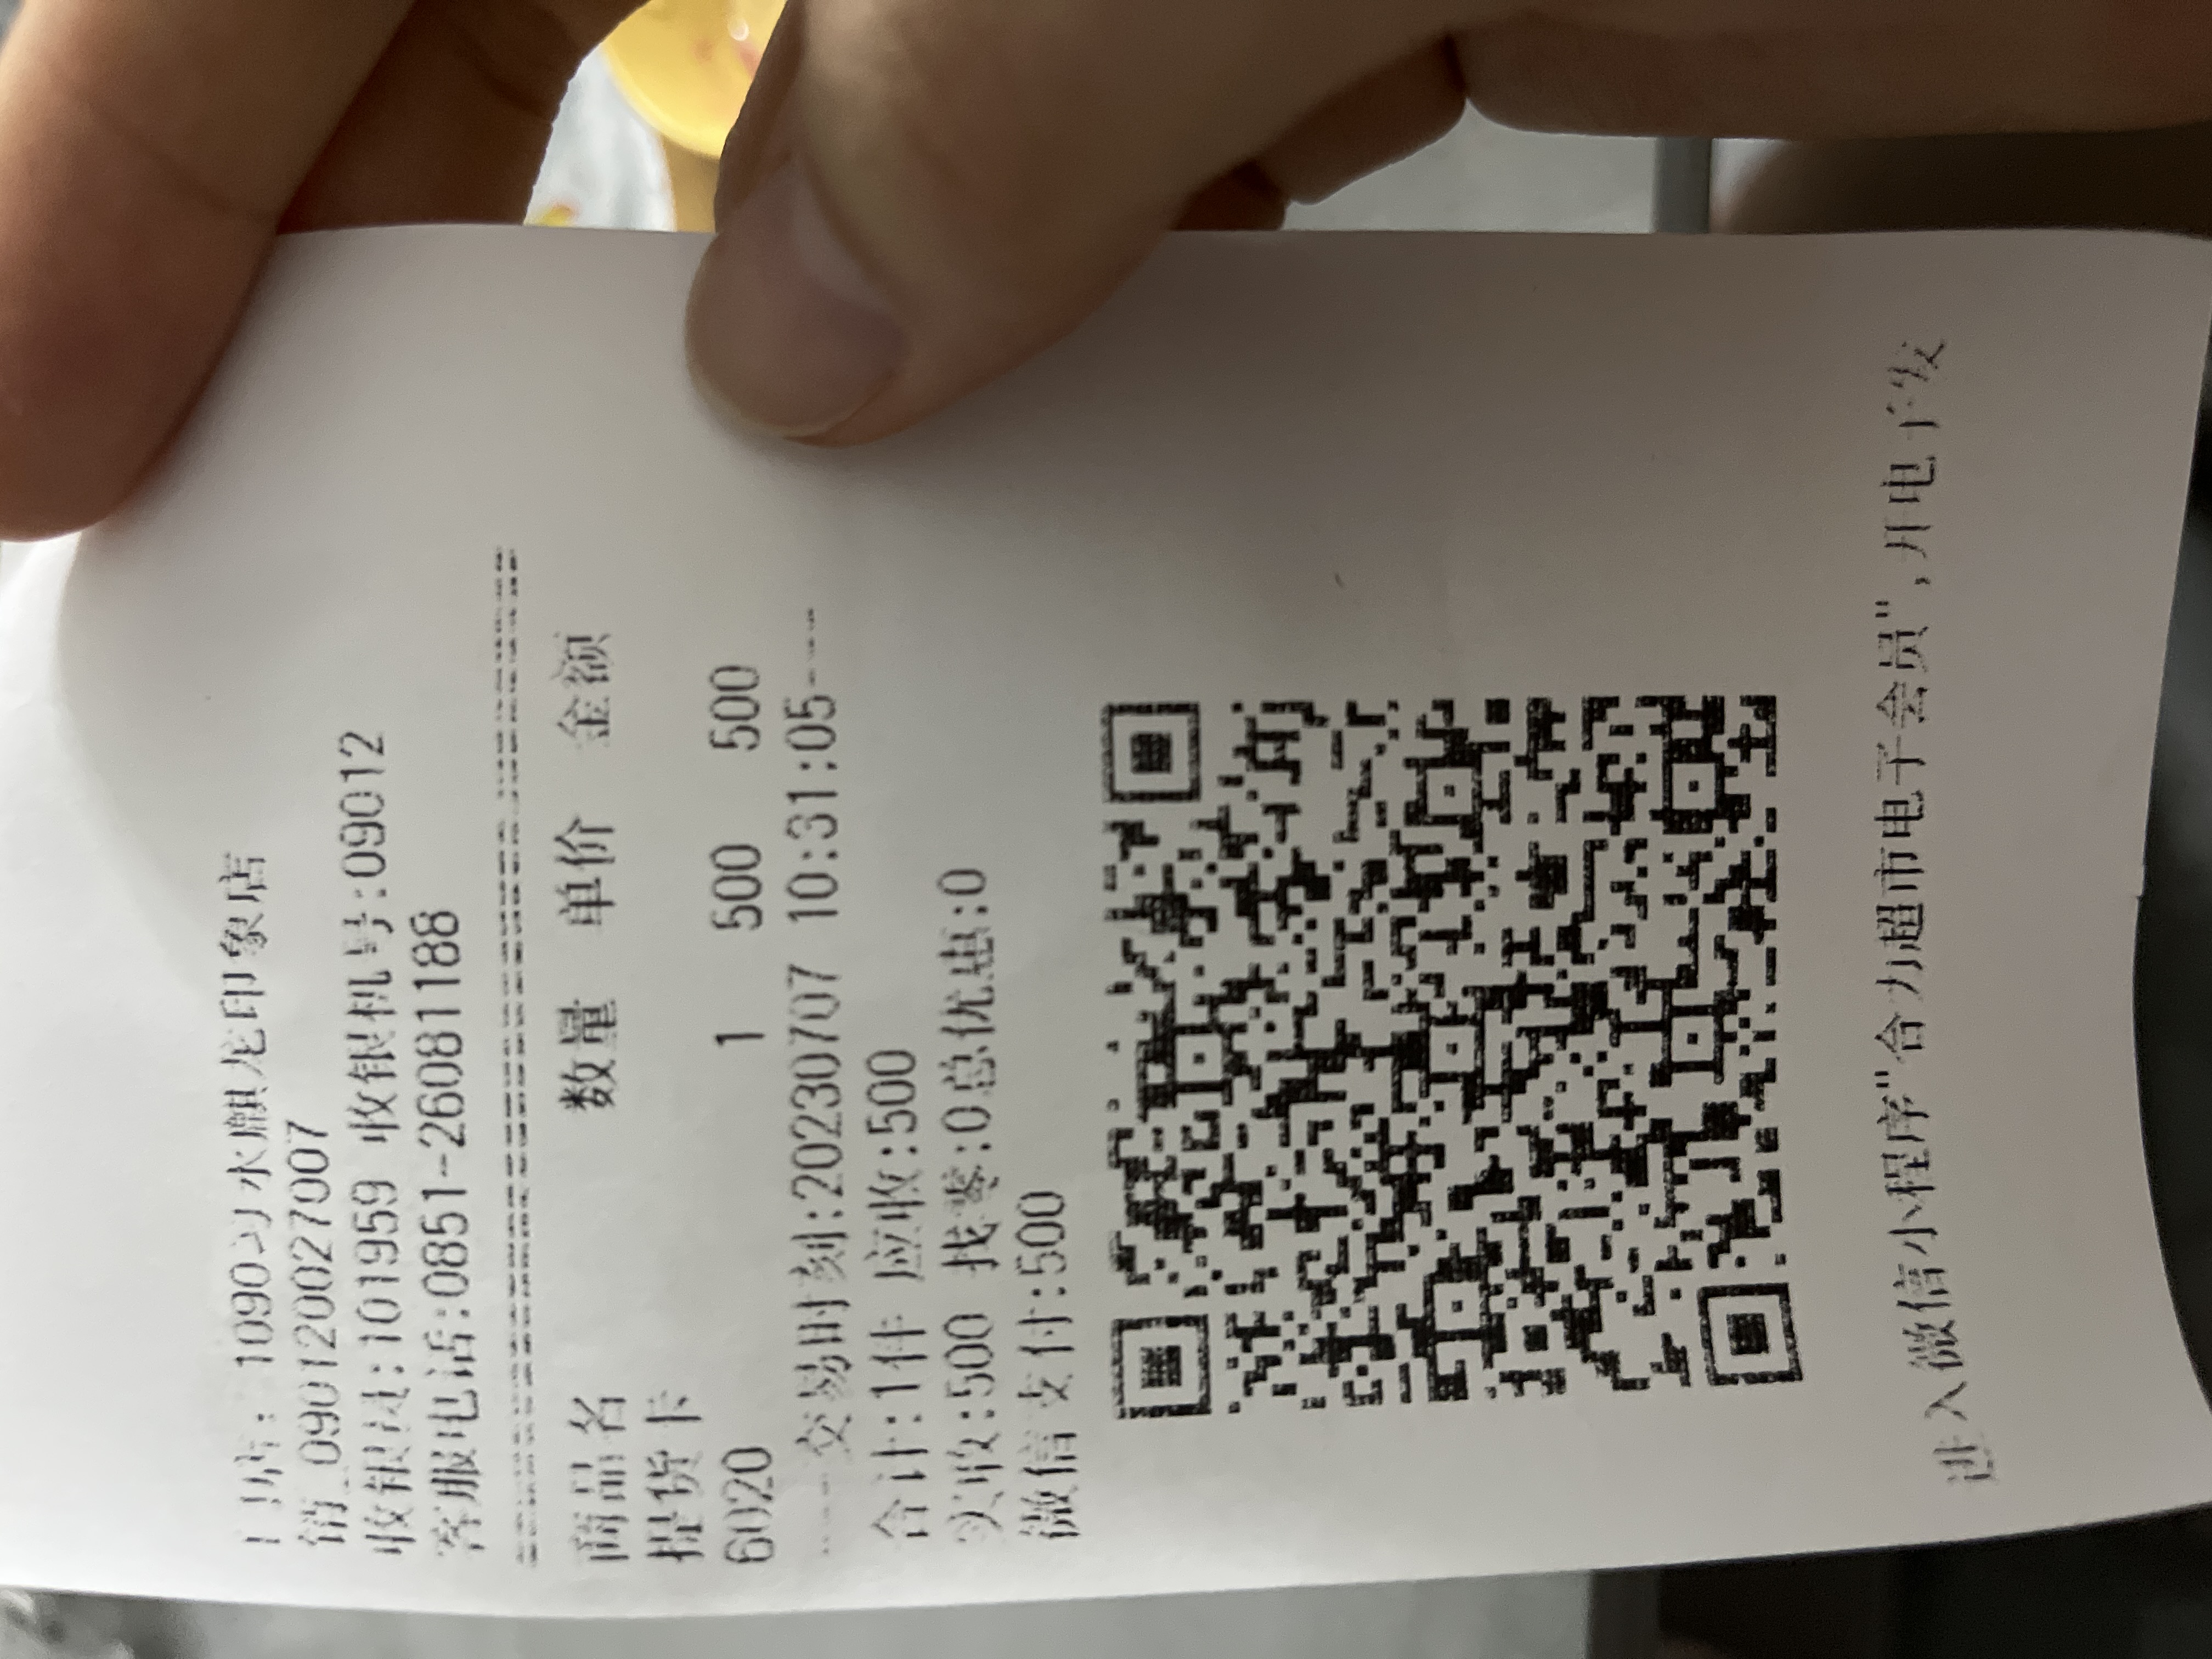 门店: 1090习水麒龙印象店
销 090120027007
收银员:101959 收银机号:09012
客服电话:0851-26081188
商品名 数量 单价 金额
提货卡
6020 1 500 500
----交易时刻:20230707 10:31:05----
合计:1件 应收:500
实收:500 找零:0总优惠:0
微信支付:500
进入微信小程序"合力超市电子会员",开电子发